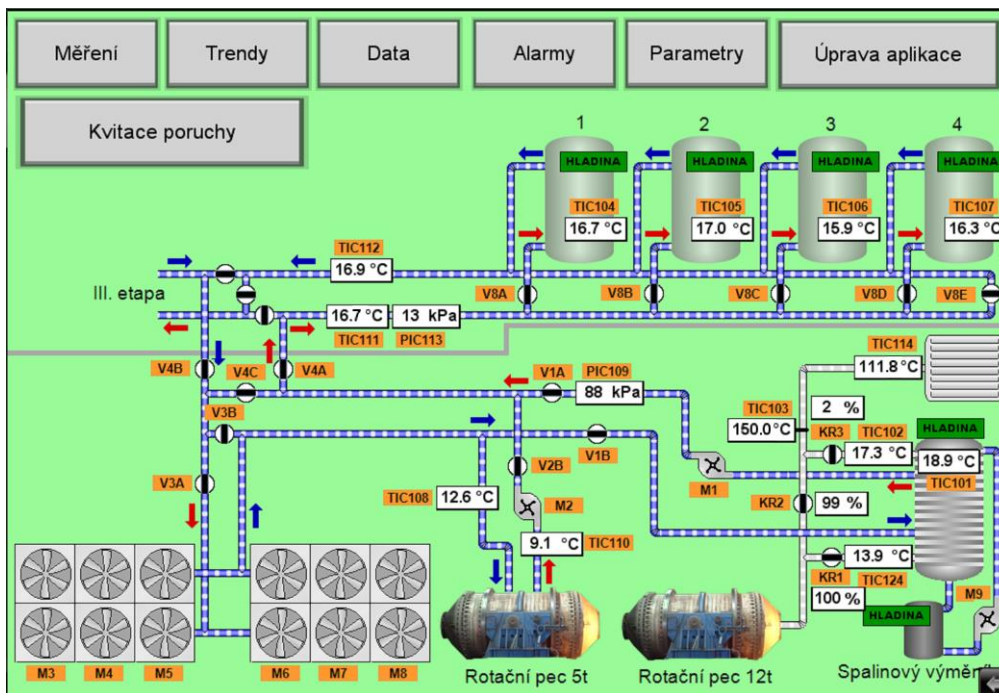 Měření Trendy Data Alarmy Parametry Úprava aplikace
Kvitace poruchy
1 2 3 4
HLADINA HLADINA HLADINA HLADINA
TIC104 TIC105 TIC106 TIC107
16.7 °C 17.0 °C 15.9 °C 16.3 °C
TIC112
16.9 °C
III. etapa
V8A V8B V8C V8D V8E
16.7 °C 13 kPa
TIC111 PIC113
TIC114
111.8°C
V4B V4C V4A V1A PIC109
88 kPa
V3B
TIC103 2 %
150.0°C KR3 TIC102
HLADINA
17.3 °C 18.9 °C
TIC101
V1B
V2B M1
V3A
TIC108
12.6 °C
M2
KR2 99 %
9.1 °C TIC110
13.9 °C
KR1 TIC124
100 %
M9
HLADINA
M3 M4 M5 M6 M7 M8
Rotační pec 5t Rotační pec 12t Spalinový výměník